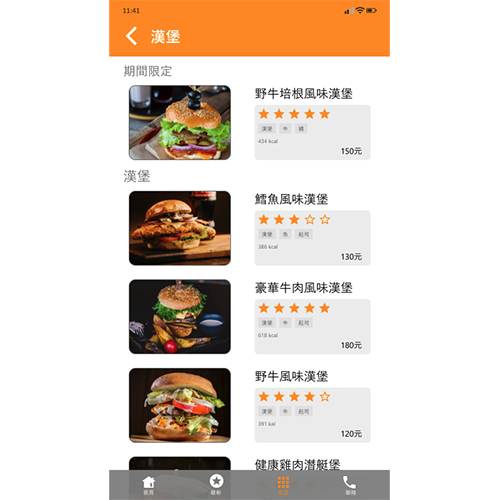 11:41
漢堡
期間限定
野牛培根風味漢堡
漢堡 牛
434 kcal
150元
漢堡
鱈魚風味漢堡
漢堡 魚 起司
386 kcal
130元
豪華牛肉風味漢堡
漢堡 牛 起司
618 kcal
180元
野牛風味漢堡
漢堡 牛 起司
391 kcal
120元
健康雞肉潛艇堡
首頁 最新